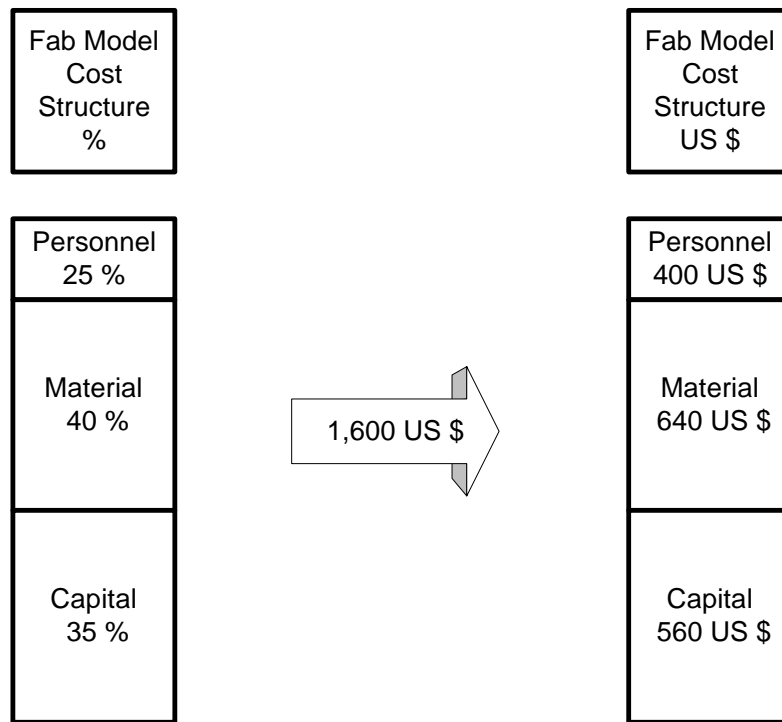 Fab Model
Cost
Structure
%
Fab Model
Cost
Structure
US $
Personnel
25 %
Personnel
400 US $
Material
40 %
1,600 US $
Material
640 US $
Capital
35 %
Capital
560 US $